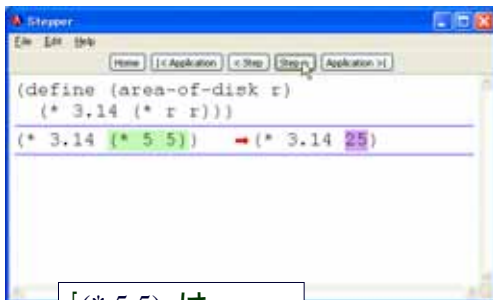 Stepper
File Edit Help
Home |< Application < Step Step > Application >|
(define (area-of-disk r)
(* 3.14 (* r r)))
(* 3.14 (* 5 5)) → (* 3.14 25)
「(* 5 5)」は